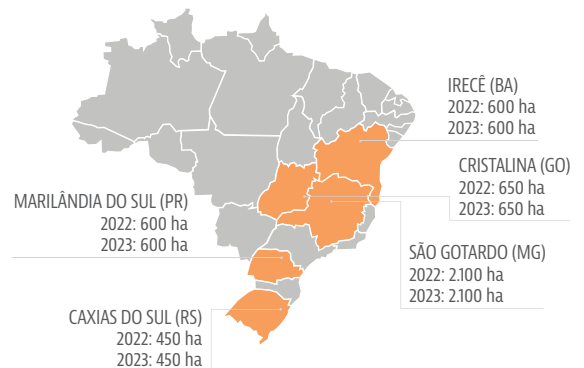 IRECÊ (BA)
2022: 600 ha
2023: 600 ha
CRISTALINA (GO)
2022: 650 ha
2023: 650 ha
MARILÂNDIA DO SUL (PR)
2022: 600 ha
2023: 600 ha
SÃO GOTARDO (MG)
2022: 2.100 ha
2023: 2.100 ha
CAXIAS DO SUL (RS)
2022: 450 ha
2023: 450 ha